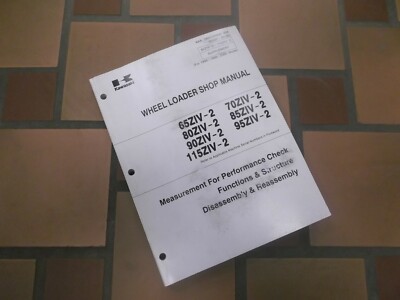 Kawasaki
WHEEL LOADER SHOP MANUAL
65ZIV-2 70ZIV-2
80ZIV-2 85ZIV-2
90ZIV-2 95ZIV-2
115ZIV-2
Measurement For Performance Check
Functions & Structure
Disassembly & Reassembly